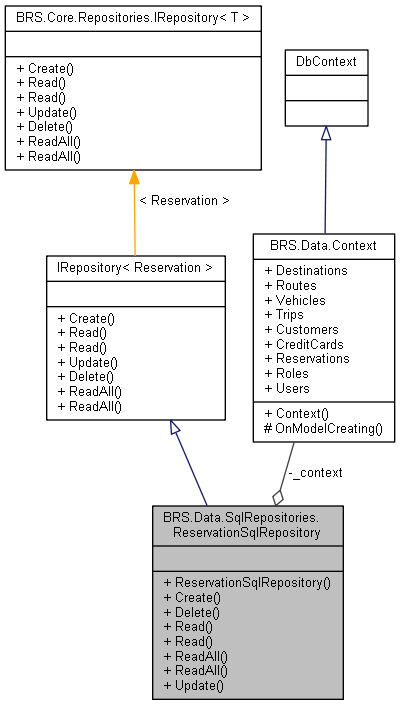 BRS.Core.Repositories.IRepository< T >
+ Create()
+ Read()
+ Read()
+ Update()
+ Delete()
+ ReadAll()
+ ReadAll()
DbContext
< Reservation >
IRepository< Reservation >
+ Create()
+ Read()
+ Read()
+ Update()
+ Delete()
+ ReadAll()
+ ReadAll()
BRS.Data.Context
+ Destinations
+ Routes
+ Vehicles
+ Trips
+ Customers
+ CreditCards
+ Reservations
+ Roles
+ Users
+ Context()
# OnModelCreating()
-_context
BRS.Data.SqlRepositories.
ReservationSqlRepository
+ ReservationSqlRepository()
+ Create()
+ Delete()
+ Read()
+ Read()
+ ReadAll()
+ ReadAll()
+ Update()